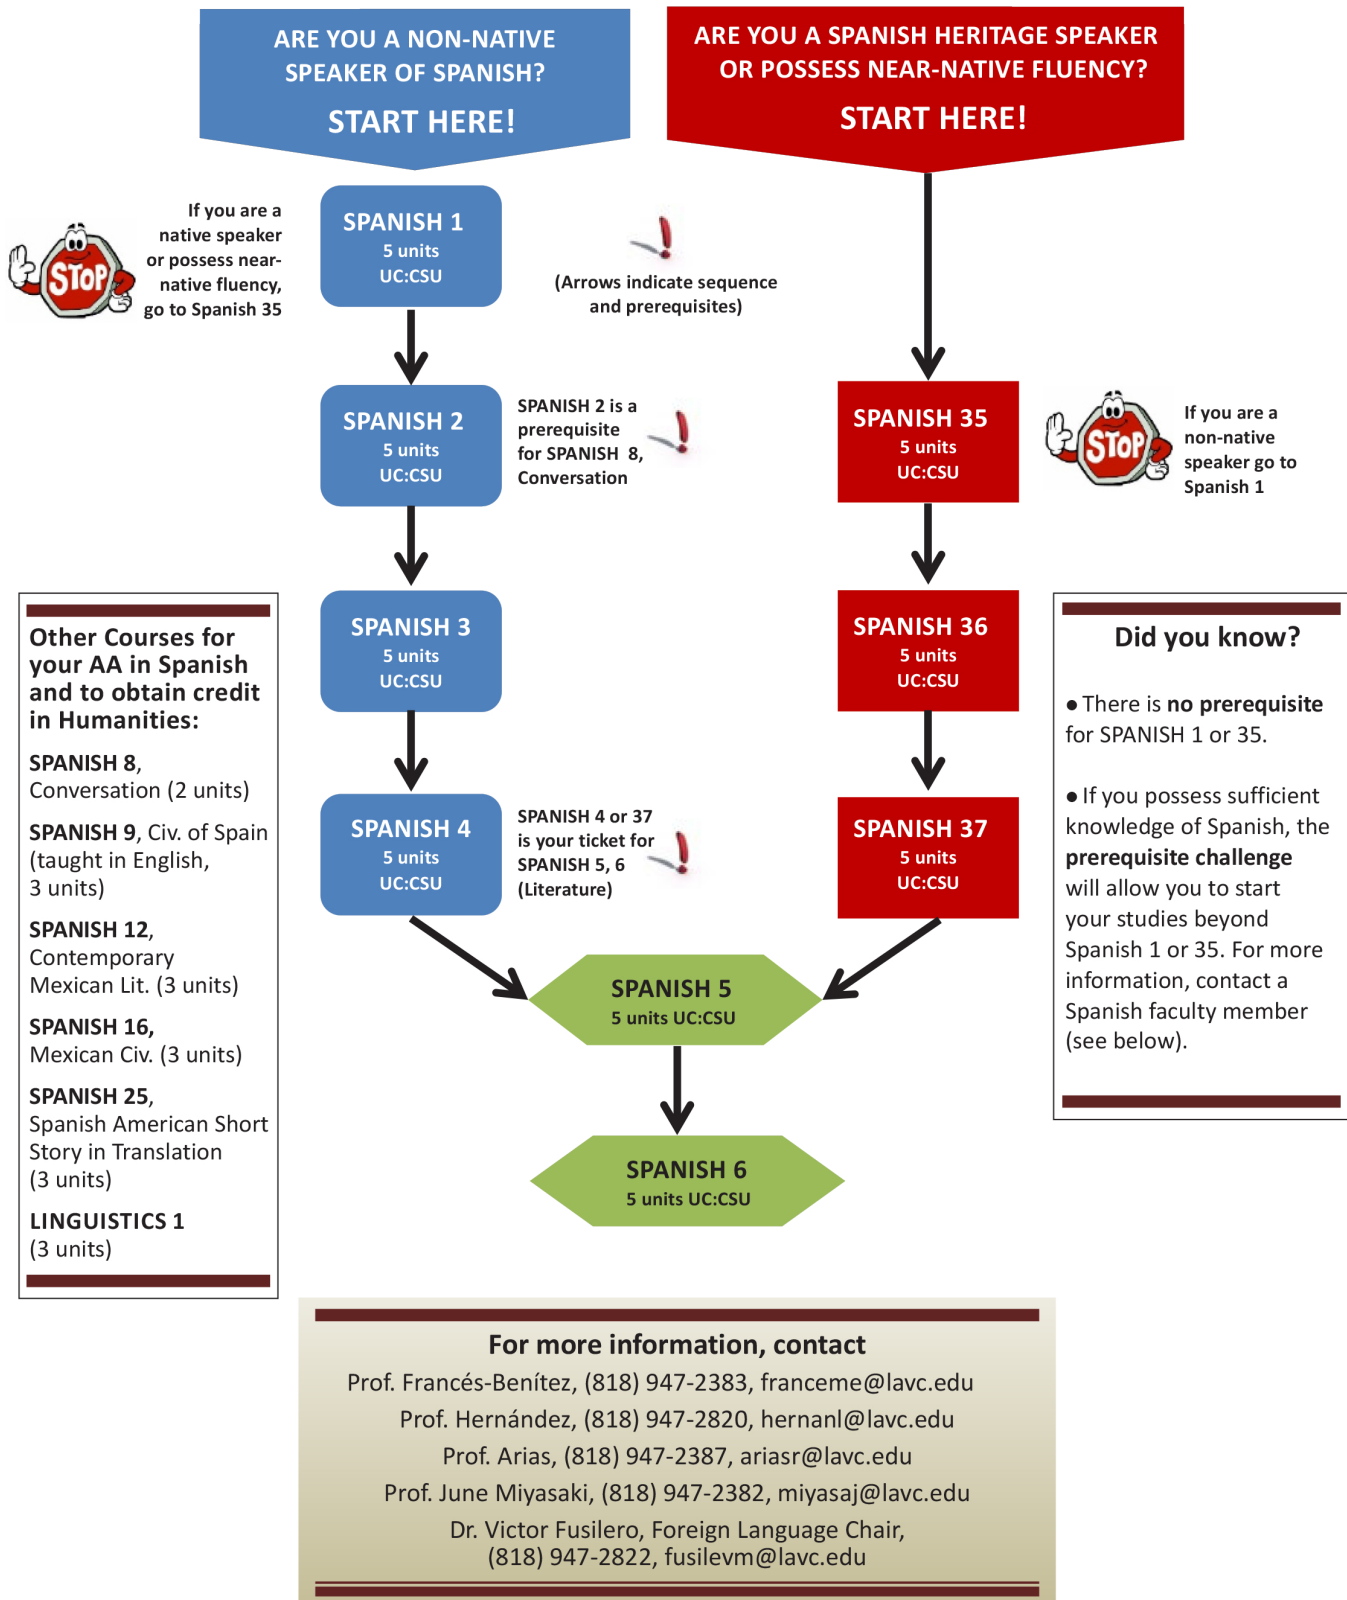 ARE YOU A NON-NATIVE
SPEAKER OF SPANISH?
START HERE!
ARE YOU A SPANISH HERITAGE SPEAKER
OR POSSESS NEAR-NATIVE FLUENCY?
START HERE!
STOP
If you are a
native speaker
or possess near-
native fluency,
go to Spanish 35
SPANISH 1
5 units
UC:CSU
(Arrows indicate sequence
and prerequisites)
SPANISH 2
5 units
UC:CSU
SPANISH 2 is a
prerequisite
for SPANISH 8,
Conversation
SPANISH 35
5 units
UC:CSU
STOP
If you are a
non-native
speaker go to
Spanish 1
SPANISH 3
5 units
UC:CSU
SPANISH 36
5 units
UC:CSU
SPANISH 4
5 units
UC:CSU
SPANISH 4 or 37
is your ticket for
SPANISH 5, 6
(Literature)
SPANISH 37
5 units
UC:CSU
SPANISH 5
5 units UC:CSU
SPANISH 6
5 units UC:CSU
Other Courses for
your AA in Spanish
and to obtain credit
in Humanities:
SPANISH 8,
Conversation (2 units)
SPANISH 9, Civ. of Spain
(taught in English,
3 units)
SPANISH 12,
Contemporary
Mexican Lit. (3 units)
SPANISH 16,
Mexican Civ. (3 units)
SPANISH 25,
Spanish American Short
Story in Translation
(3 units)
LINGUISTICS 1
(3 units)
Did you know?
● There is no prerequisite
for SPANISH 1 or 35.
● If you possess sufficient
knowledge of Spanish, the
prerequisite challenge
will allow you to start
your studies beyond
Spanish 1 or 35. For more
information, contact a
Spanish faculty member
(see below).
For more information, contact
Prof. Francés-Benítez, (818) 947-2383, franceme@lavc.edu
Prof. Hernández, (818) 947-2820, hernanl@lavc.edu
Prof. Arias, (818) 947-2387, ariasr@lavc.edu
Prof. June Miyasaki, (818) 947-2382, miyasaj@lavc.edu
Dr. Victor Fusilero, Foreign Language Chair,
(818) 947-2822, fusilevm@lavc.edu